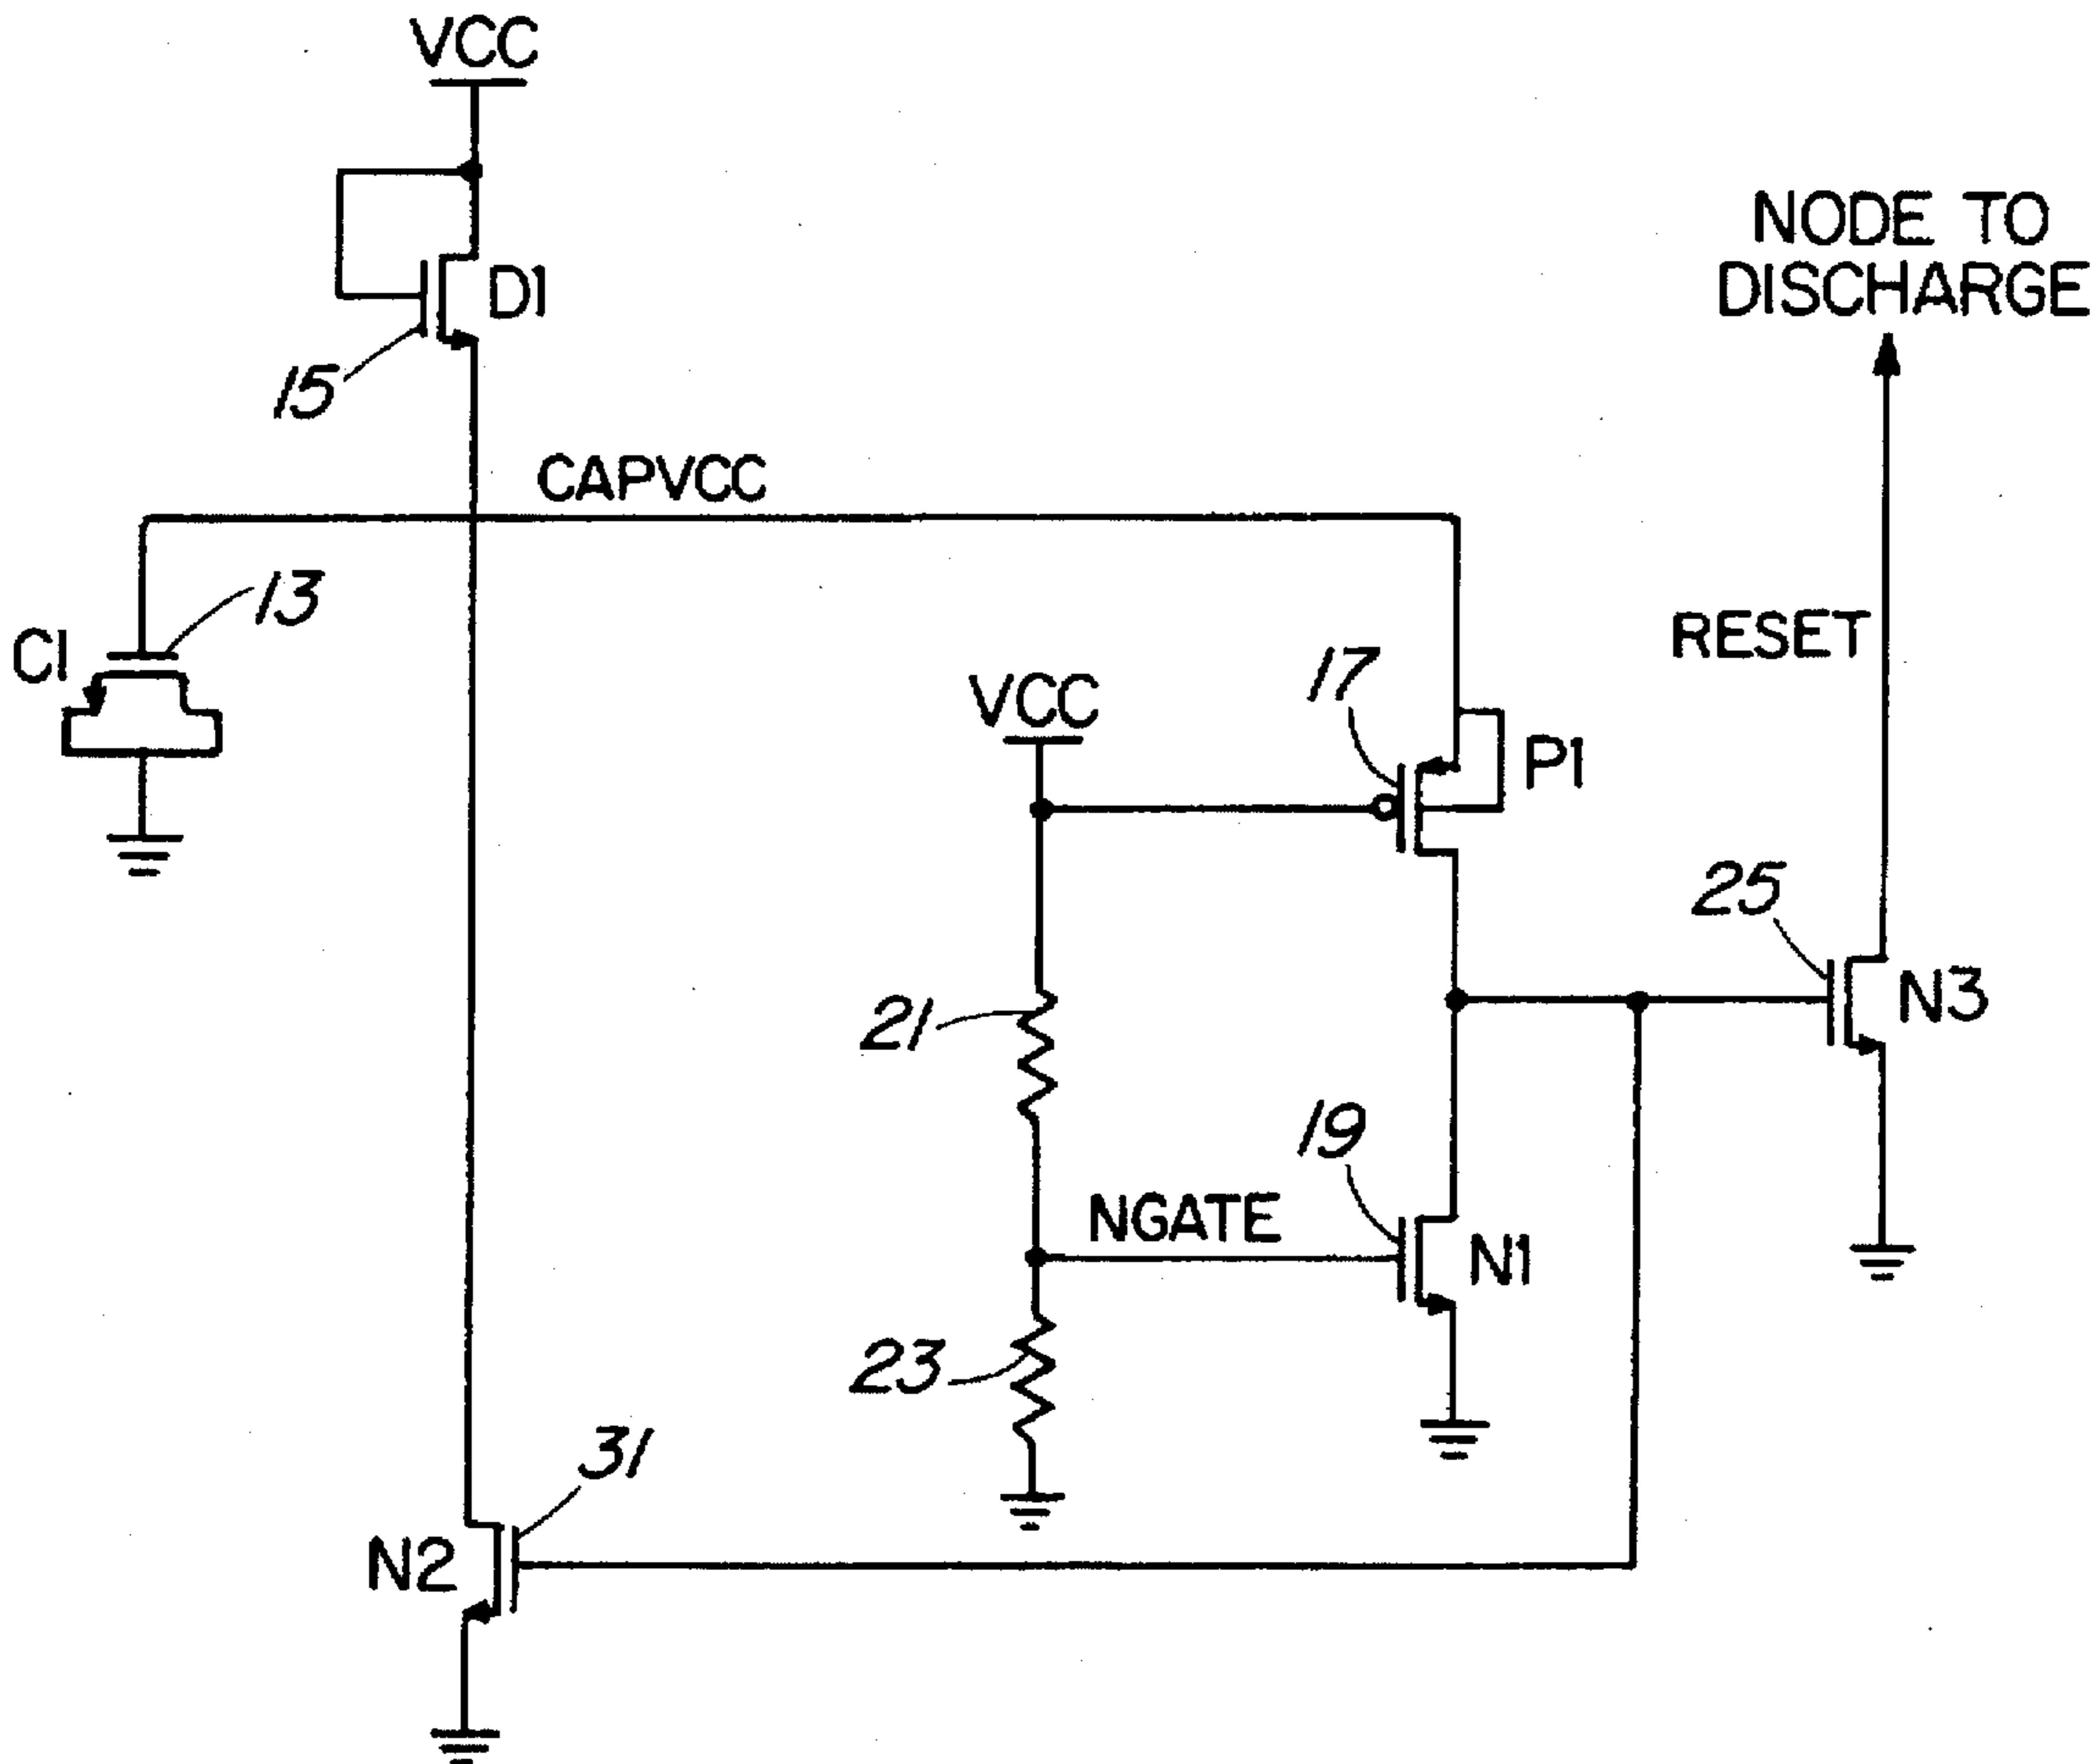 VCC
D1
15
NODE TO
DISCHARGE
CAPVCC
13
C1
RESET
VCC
17
P1
25
N3
21
19
NGATE
N1
23
31
N2